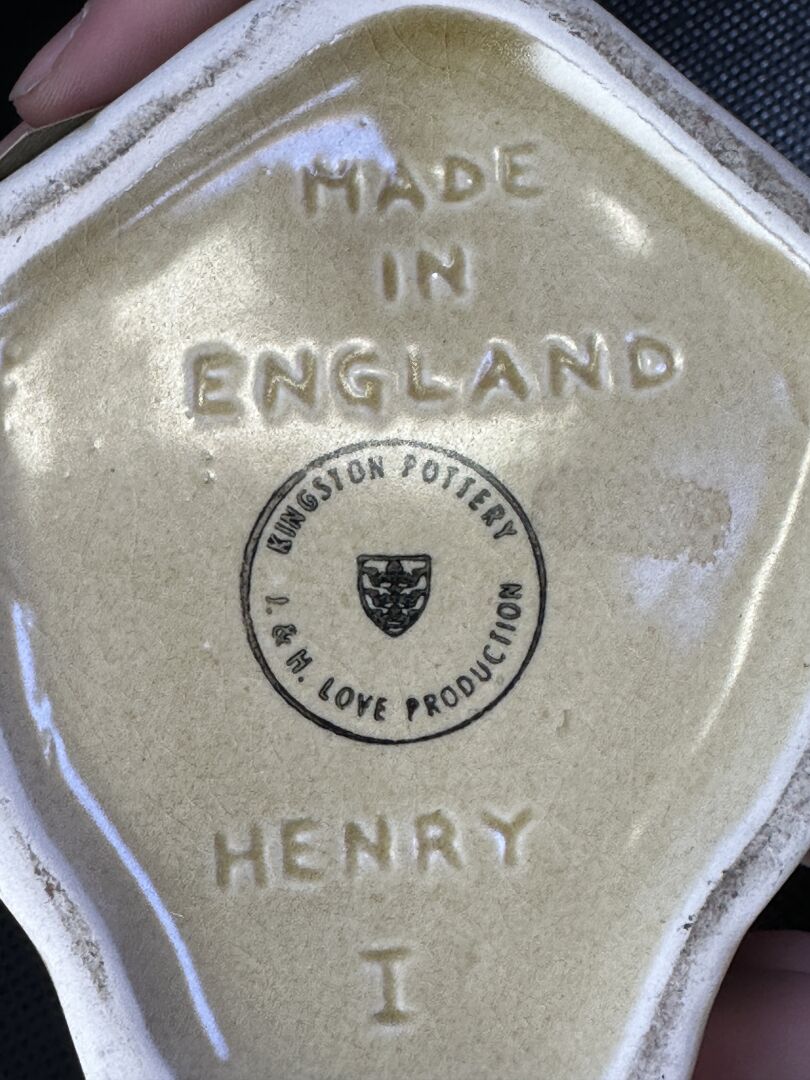 MADE
IN
ENGLAND
KINGSTON POTTERY
I. & H. LOVE PRODUCTION
HENRY
I